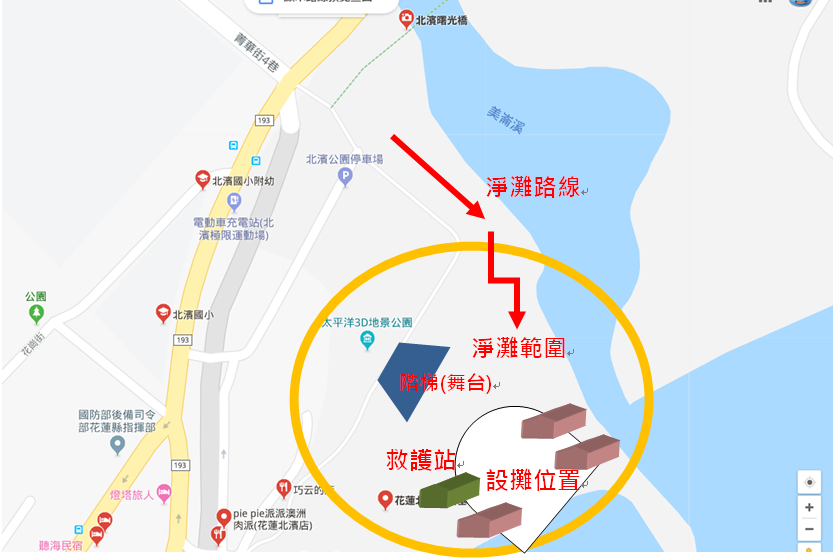 北濱曙光橋
菁華街4巷
193
美崙溪
北濱公園停車場
P
淨灘路線
北濱國小附幼
電動車充電站(北
濱極限運動場)
公園
北濱國小
太平洋3D地景公園
花崗街
193
淨灘範圍
階梯(舞台)
國防部後備司令
部花蓮縣指揮部
救護站
193
設攤位置
燈塔旅人
巧云的
花蓮北
pie pie派派澳洲
肉派(花蓮北濱店)
聽海民宿